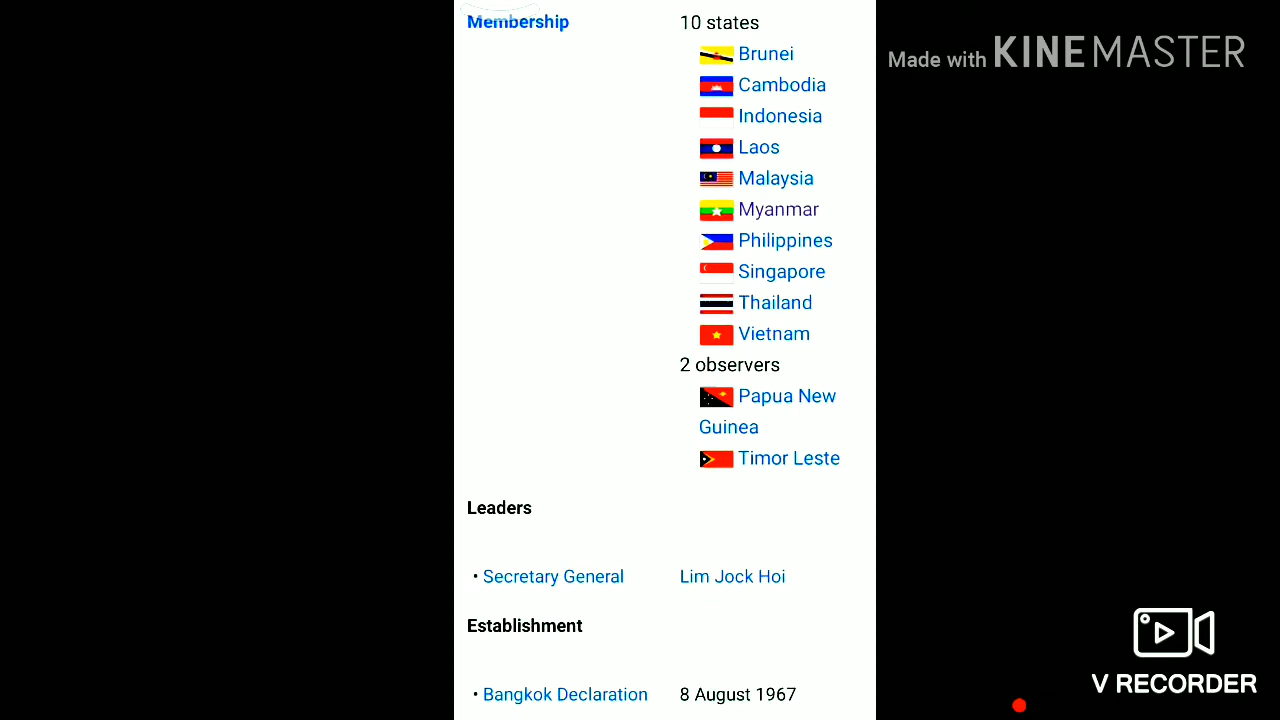 Membership 10 states
Brunei
Cambodia
Indonesia
Laos
Malaysia
Myanmar
Philippines
Singapore
Thailand
Vietnam
2 observers
Papua New
Guinea
Timor Leste
Leaders
• Secretary General Lim Jock Hoi
Establishment
• Bangkok Declaration 8 August 1967
Made with KINEMASTER
V RECORDER